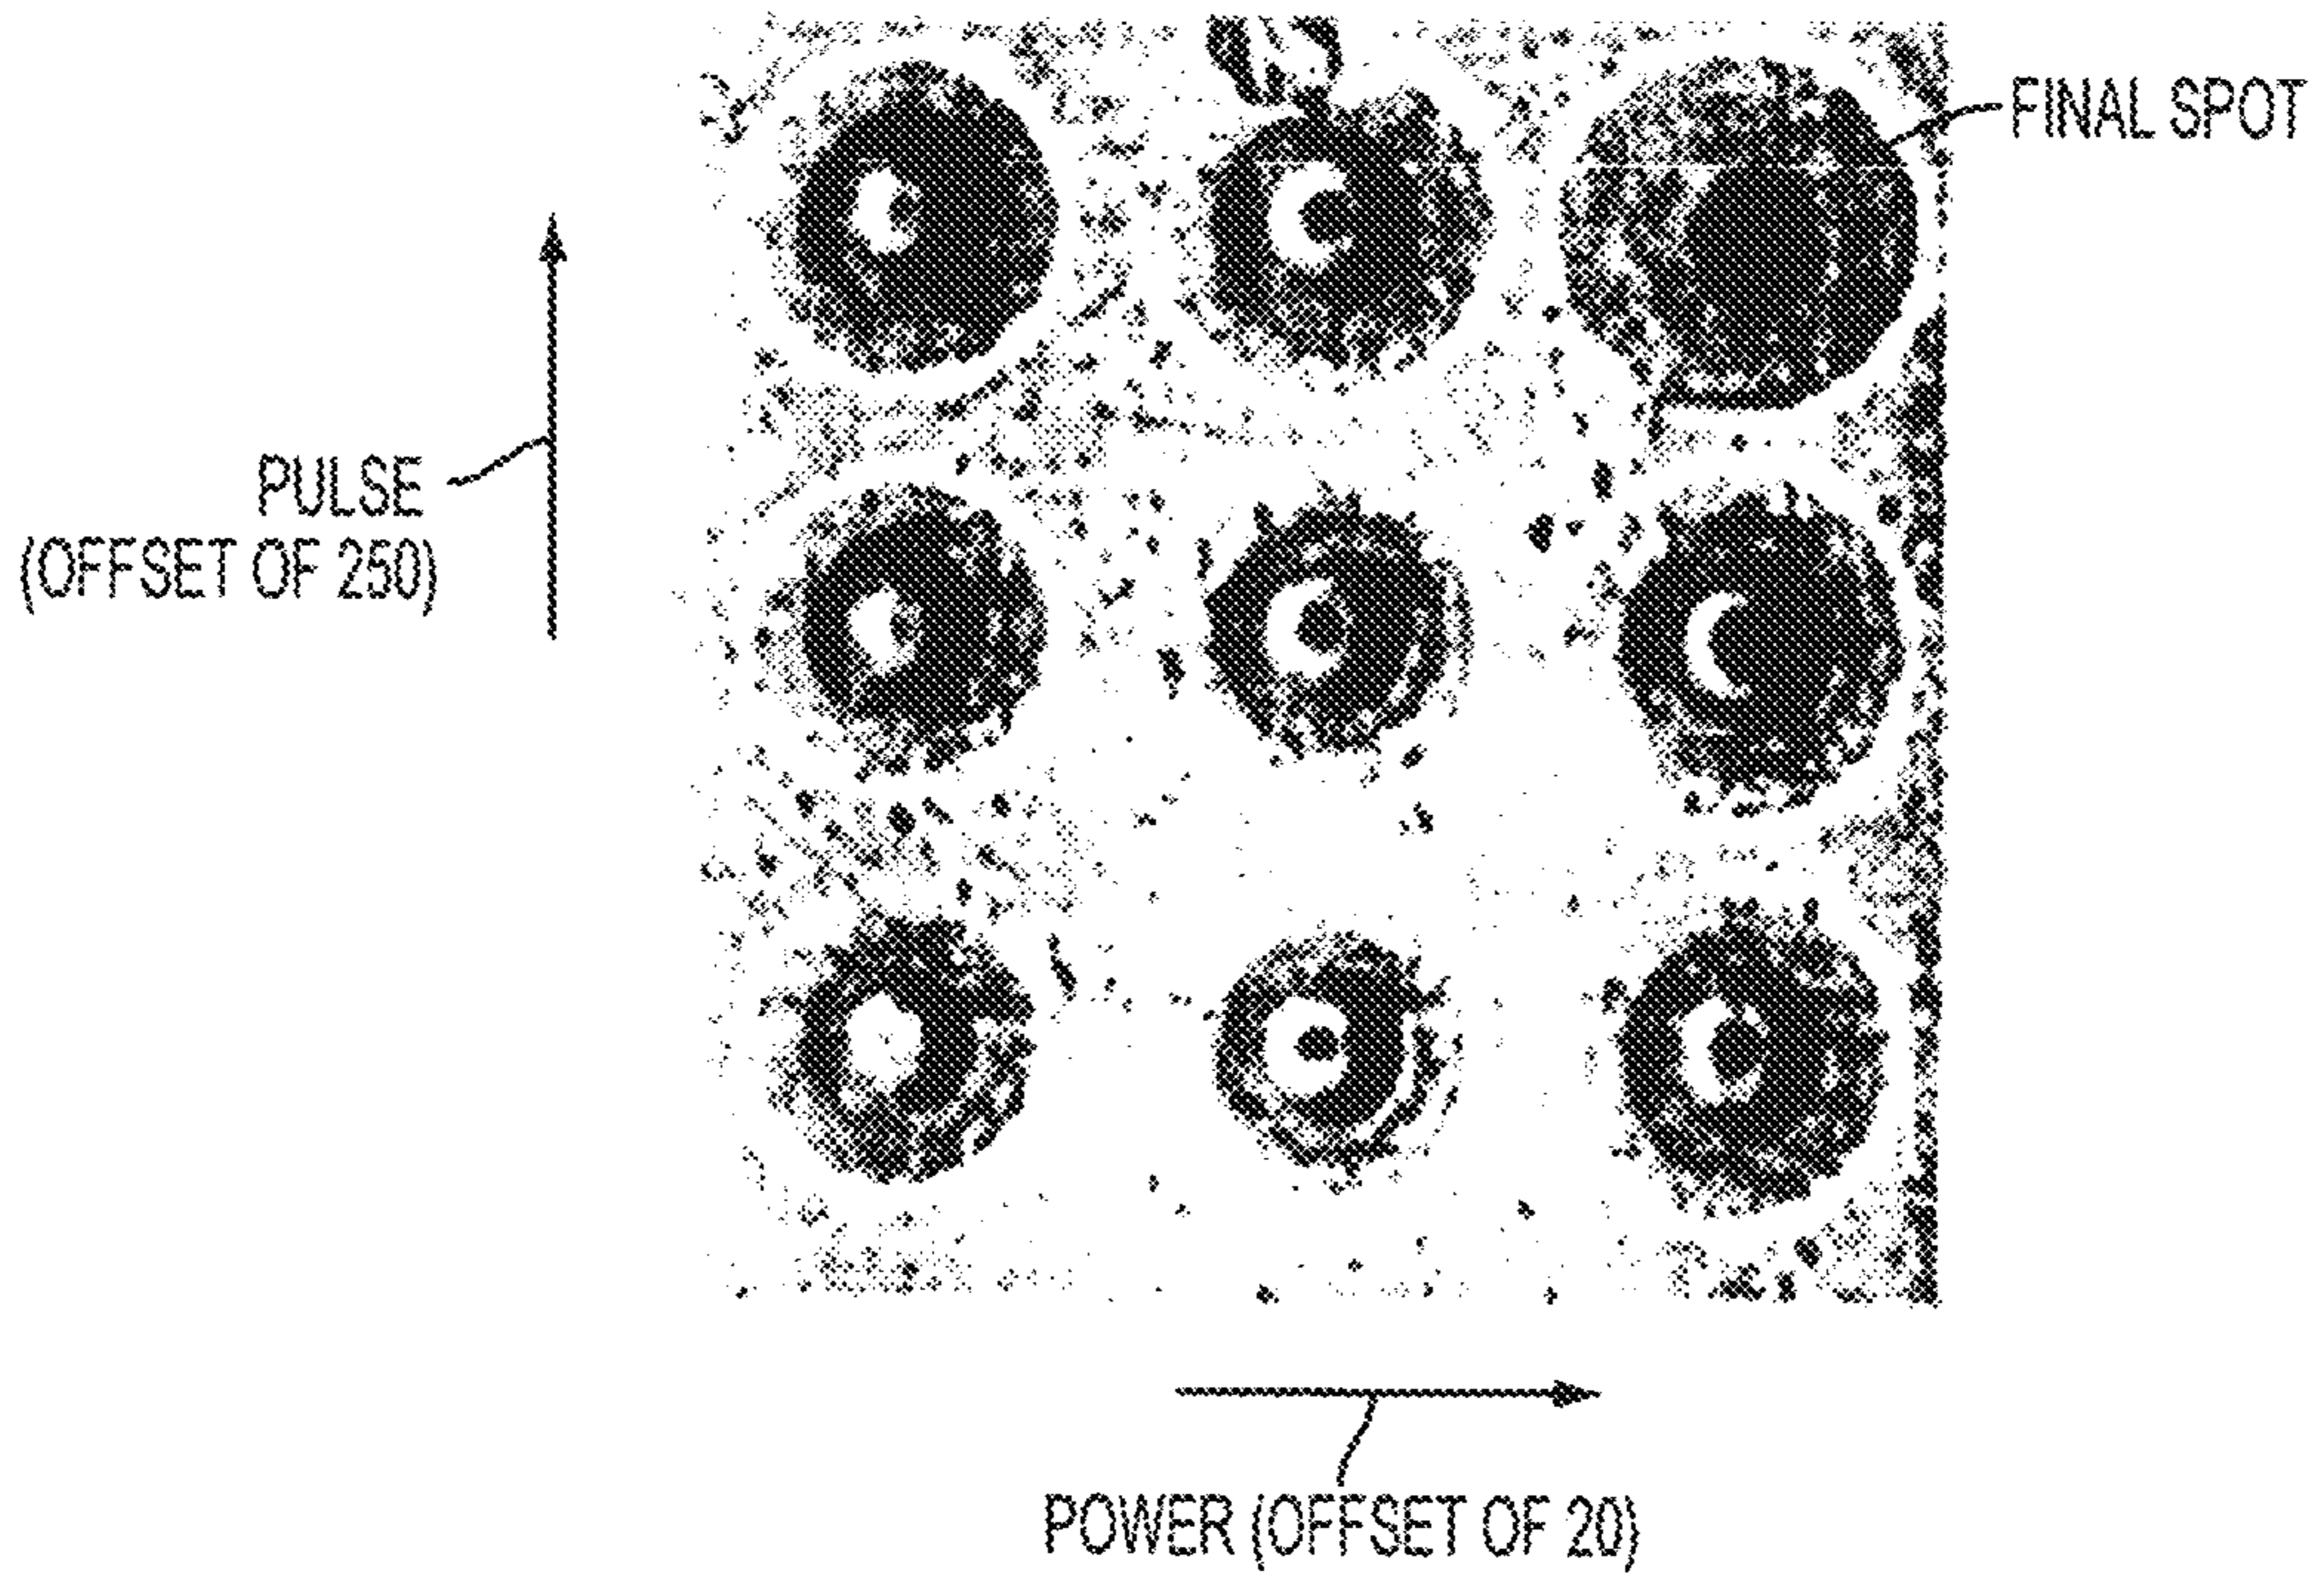 FINAL SPOT
PULSE
(OFFSET OF 250)
POWER (OFFSET OF 20)